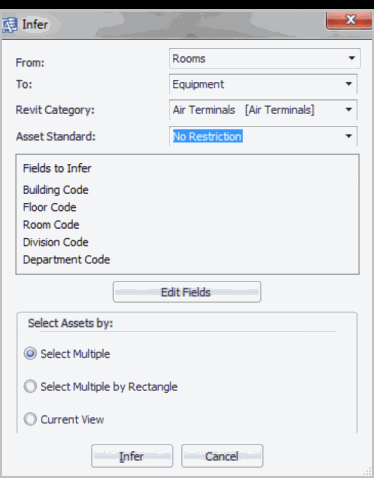 Infer
From: Rooms
To: Equipment
Revit Category: Air Terminals [Air Terminals]
Asset Standard: No Restriction
Fields to Infer
Building Code
Floor Code
Room Code
Division Code
Department Code
Edit Fields
Select Assets by:
Select Multiple
Select Multiple by Rectangle
Current View
Infer Cancel